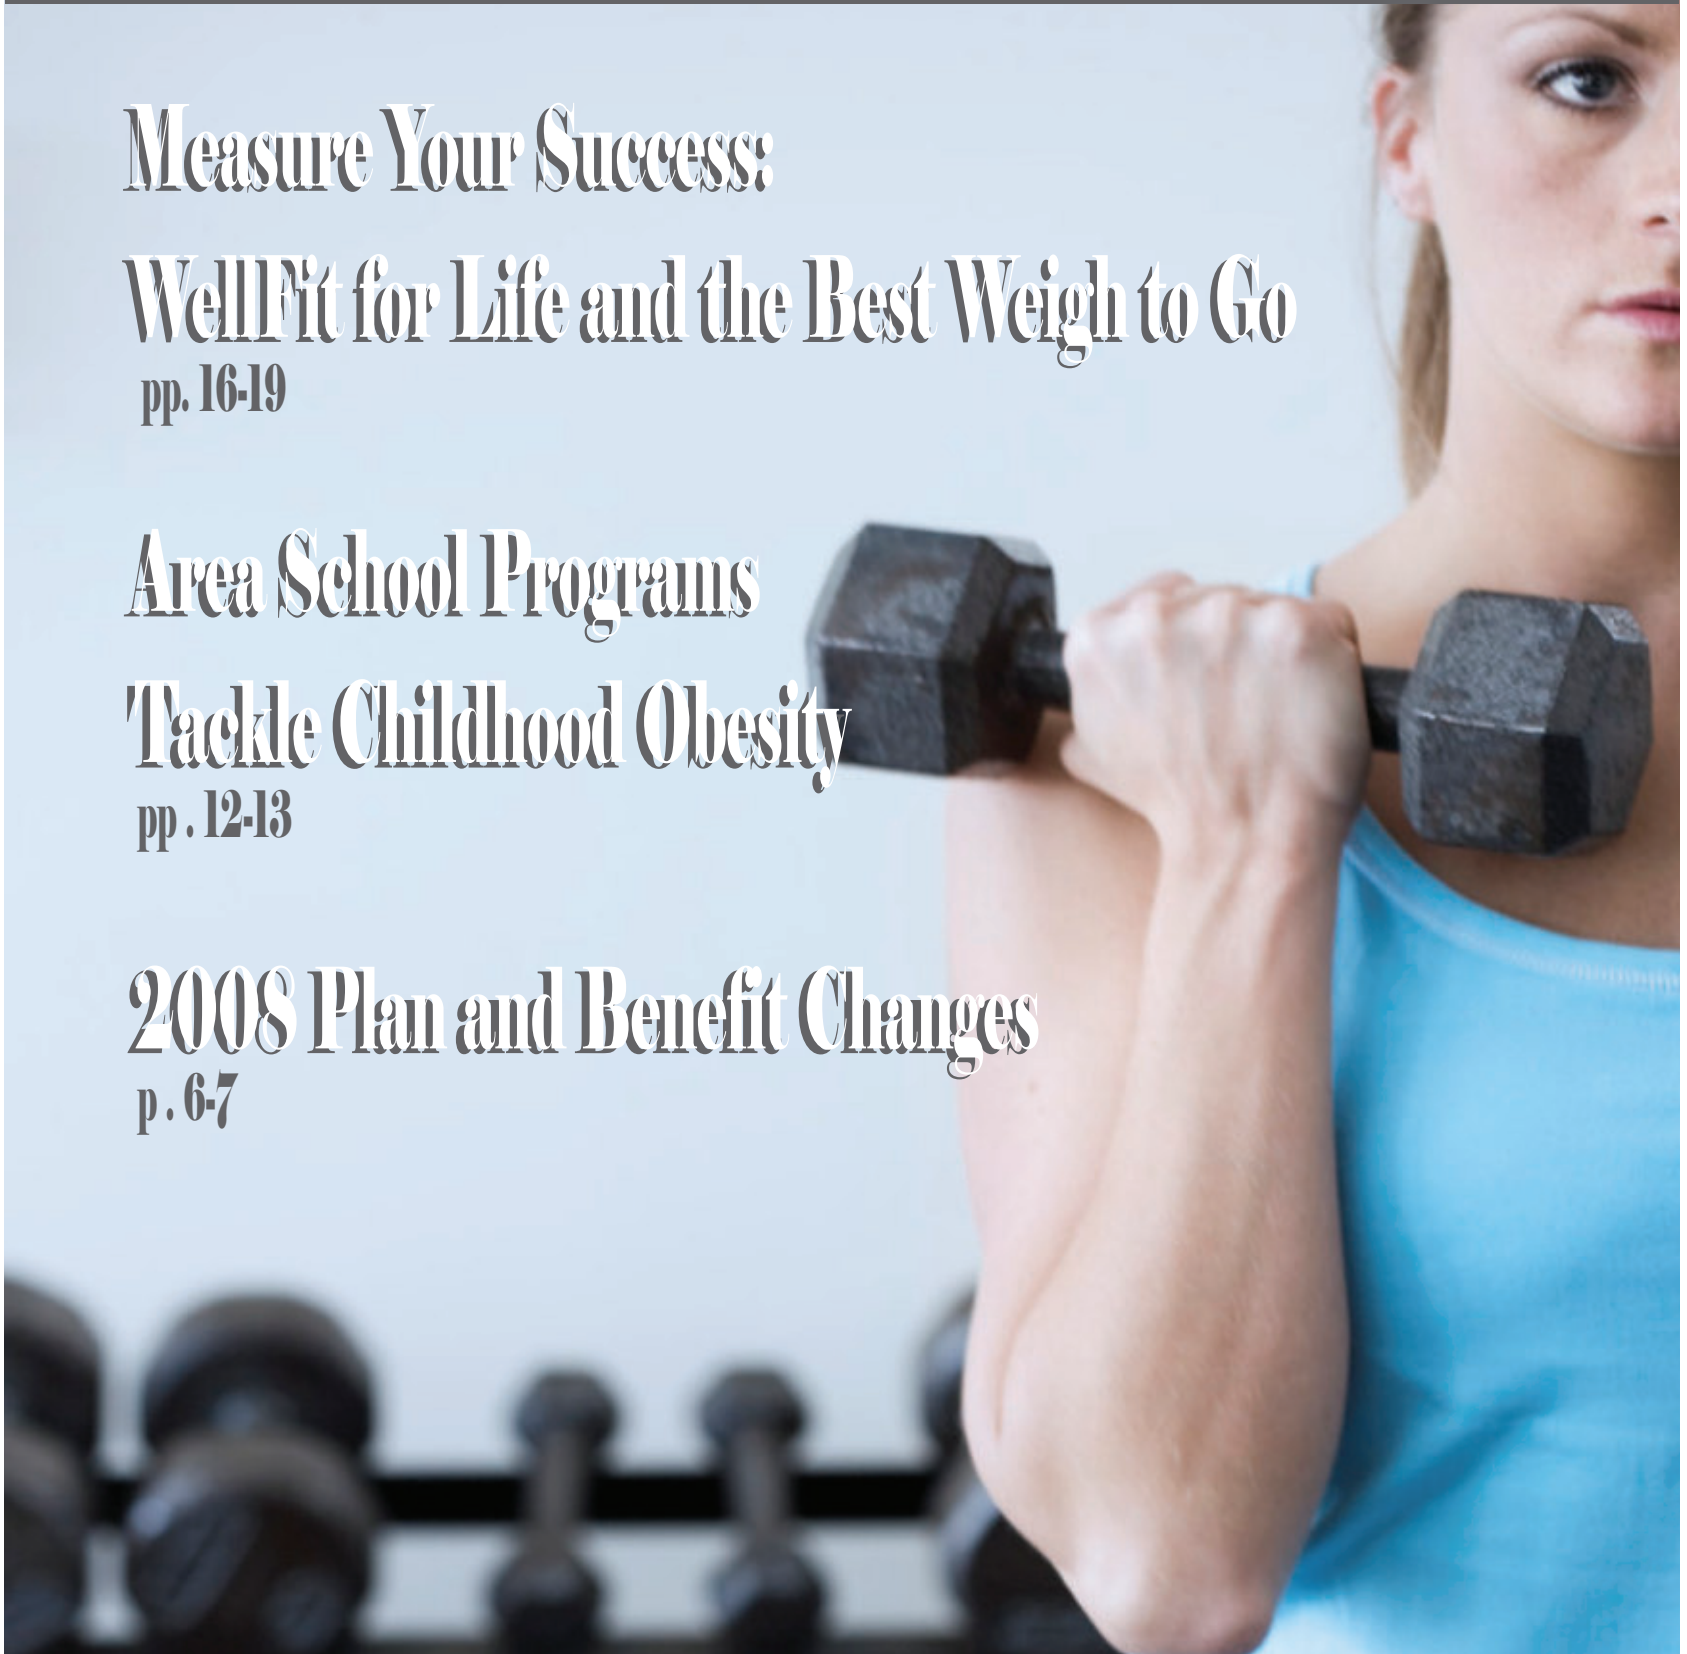 Measure Your Success:
WellFit for Life and the Best Weigh to Go
pp. 16-19
Area School Programs
Tackle Childhood Obesity
pp . 12-13
2008 Plan and Benefit Changes
p . 6-7